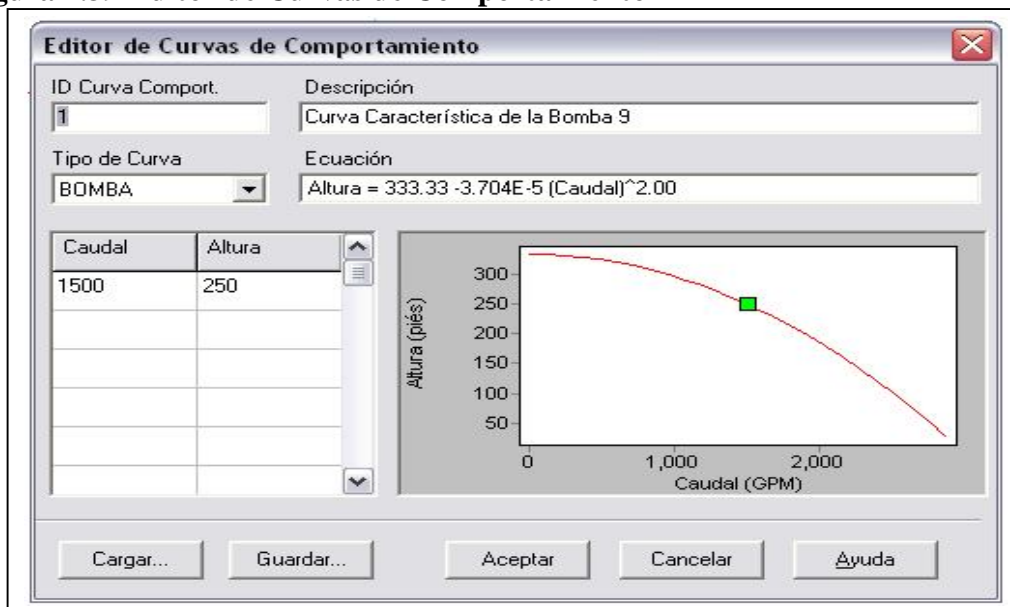 Editor de Curvas de Comportamiento
ID Curva Comport.
Descripción
1
Curva Característica de la Bomba 9
Tipo de Curva
Ecuación
BOMBA
Altura = 333.33 -3.704E-5 (Caudal)^2.00
Caudal Altura
1500 250
Altura (piés)
300
250
200
150
100
50
0 1,000 2,000
Caudal (GPM)
Cargar... Guardar... Aceptar Cancelar Ayuda